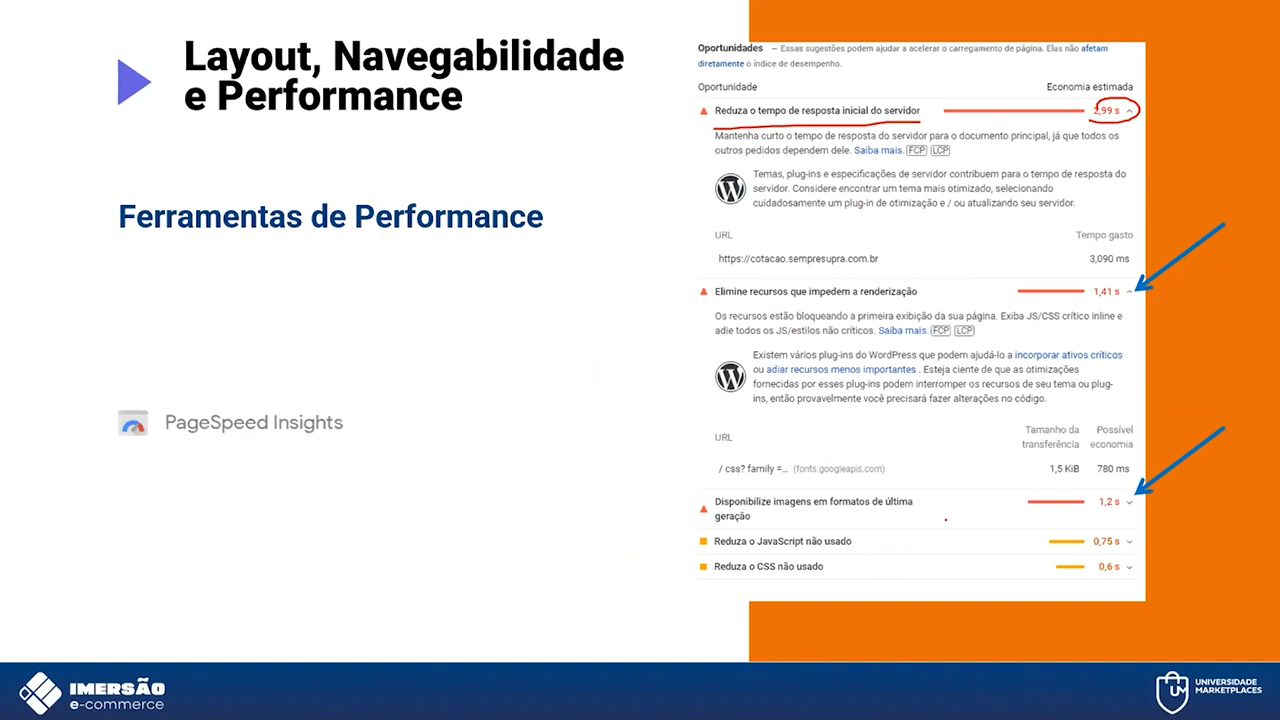 Layout, Navegabilidade
e Performance
Ferramentas de Performance
PageSpeed Insights
Oportunidades – Essas sugestões podem ajudar a acelerar o carregamento de página. Elas não afetam
diretamente o índice de desempenho.
Oportunidade Economia estimada
Reduza o tempo de resposta inicial do servidor 2,99 s
Mantenha curto o tempo de resposta do servidor para o documento principal, já que todos os
outros pedidos dependem dele. Saiba mais. FCP LCP
Temas, plug-ins e especificações de servidor contribuem para o tempo de resposta do
servidor. Considere encontrar um tema mais otimizado, selecionando
cuidadosamente um plug-in de otimização e / ou atualizando seu servidor.
URL Tempo gasto
https://cotacao.sempresupra.com.br 3,090 ms
Elimine recursos que impedem a renderização 1,41 s
Os recursos estão bloqueando a primeira exibição da sua página. Exiba JS/CSS crítico inline e
adie todos os JS/estilos não críticos. Saiba mais. FCP LCP
Existem vários plug-ins do WordPress que podem ajudá-lo a incorporar ativos críticos
ou adiar recursos menos importantes . Esteja ciente de que as otimizações
fornecidas por esses plug-ins podem interromper os recursos de seu tema ou plug-
ins, então provavelmente você precisará fazer alterações no código.
Tamanho da Possível
URL transferência economia
/ css? family =... (fonts.googleapis.com) 1,5 KiB 780 ms
Disponibilize imagens em formatos de última 1,2 s
geração
Reduza o JavaScript não usado 0,75 s
Reduza o CSS não usado 0,6 s
IMERSÃO
e-commerce
UM
UNIVERSIDADE
MARKETPLACES